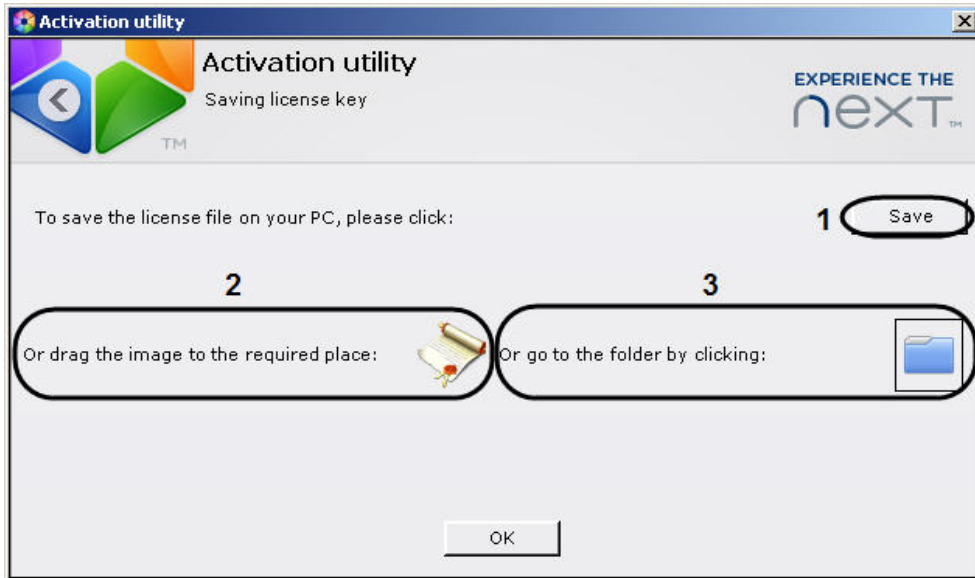 Activation utility
Activation utility
Saving license key
EXPERIENCE THE
next™
TM
To save the license file on your PC, please click:
1
Save
2
3
Or drag the image to the required place:
Or go to the folder by clicking:
OK